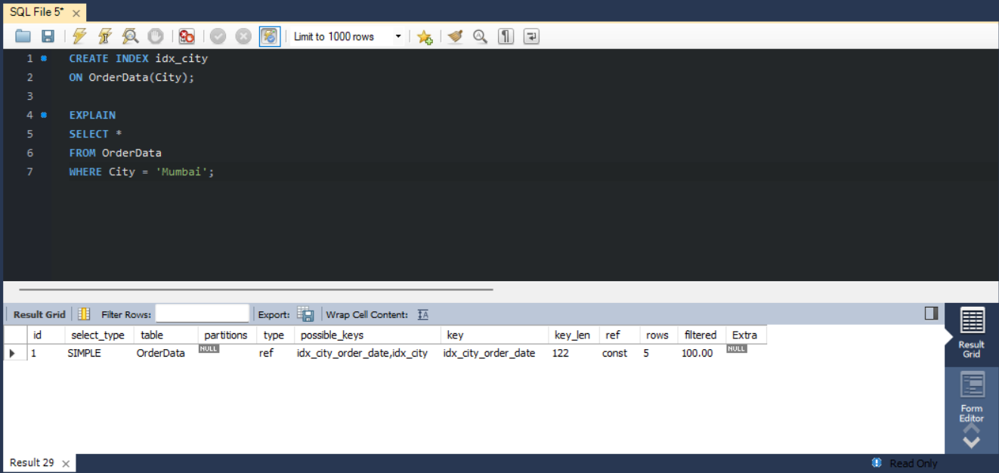 SQL File 5*
Limit to 1000 rows
1 CREATE INDEX idx_city
2 ON OrderData(City);
3
4 EXPLAIN
5 SELECT *
6 FROM OrderData
7 WHERE City = 'Mumbai';
Result Grid Filter Rows: Export: Wrap Cell Content: IA
id select_type table partitions type possible_keys key key_len ref rows filtered Extra
1 SIMPLE OrderData NULL ref idx_city_order_date,idx_city idx_city_order_date 122 const 5 100.00 NULL
Result
Grid
Form
Editor
Result 29
Read Only